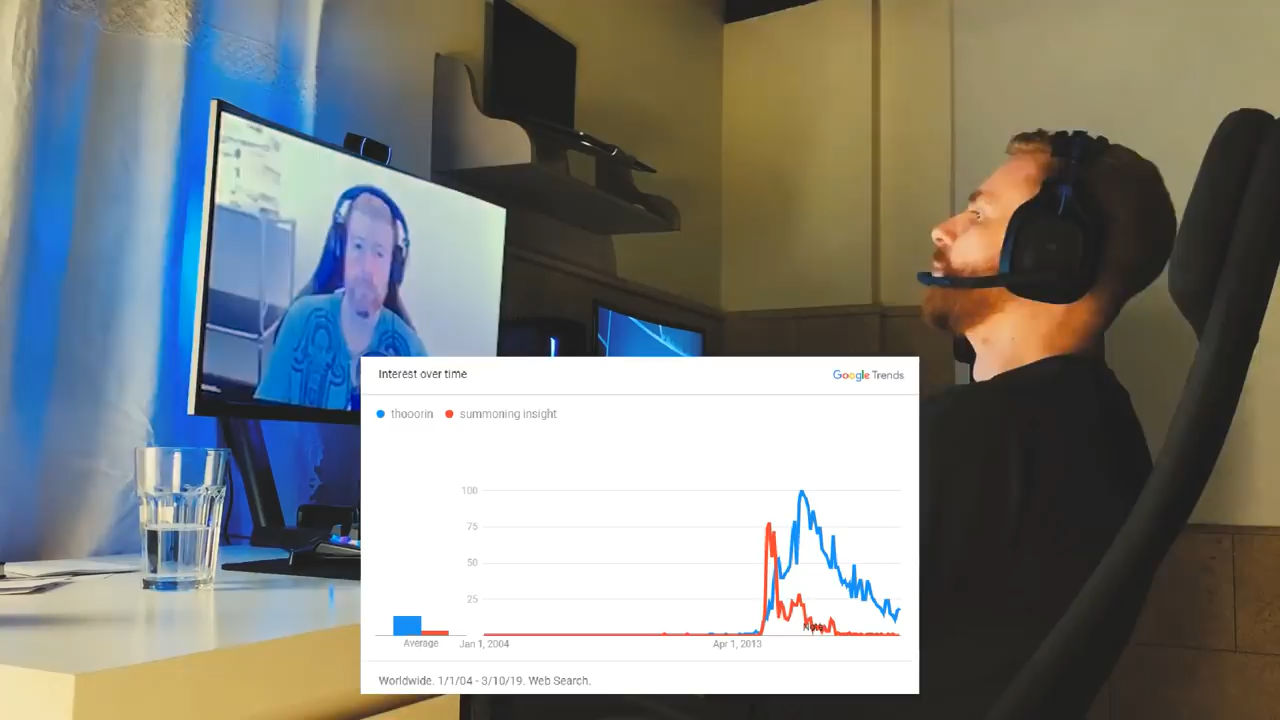 Interest over time
Google Trends
thooorin
summoning insight
100
75
50
25
Note
Average
Jan 1, 2004
Apr 1, 2013
Worldwide. 1/1/04 - 3/10/19. Web Search.